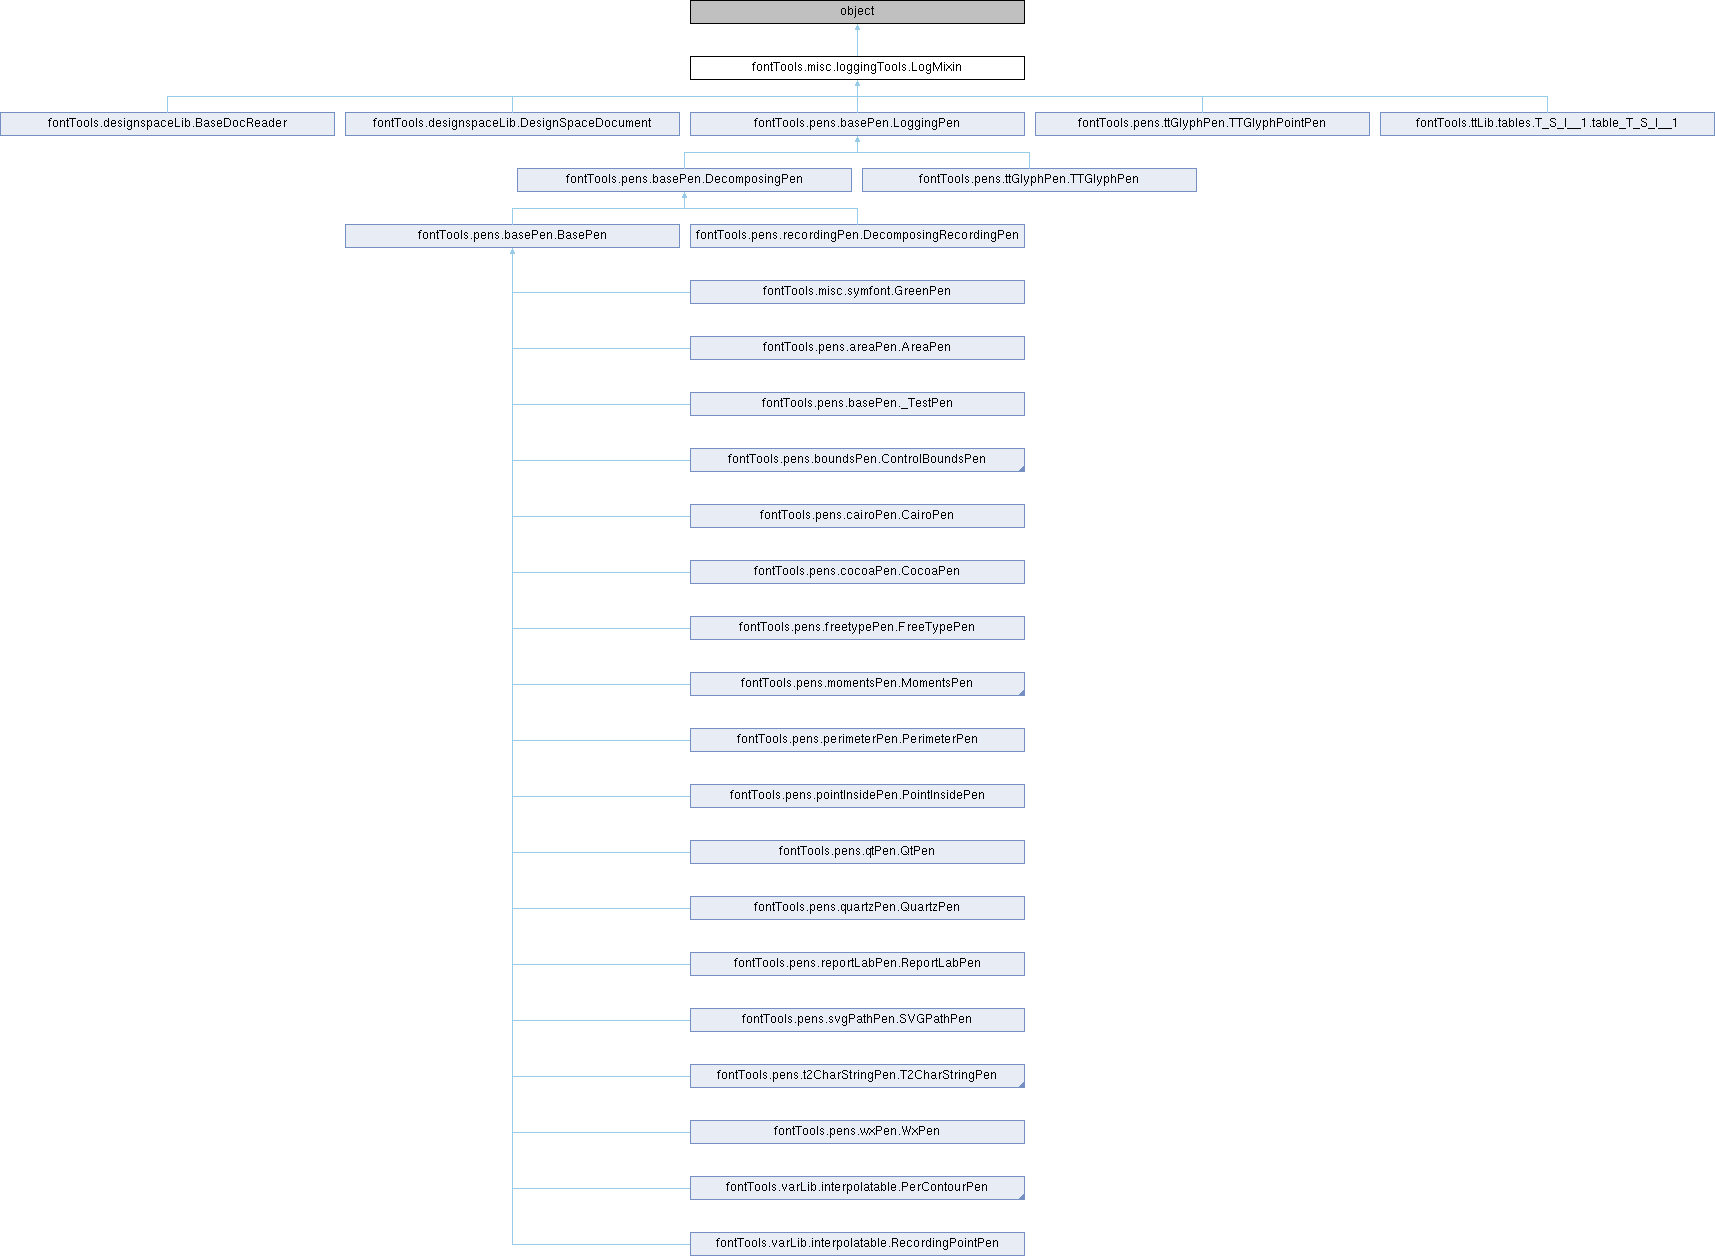 object
fontTools.misc.loggingTools.LogMixin
fontTools.designspaceLib.BaseDocReader
fontTools.designspaceLib.DesignSpaceDocument
fontTools.pens.basePen.LoggingPen
fontTools.pens.ttGlyphPen.TTGlyphPointPen
fontTools.ttLib.tables.T_S_I__1.table_T_S_I__1
fontTools.pens.basePen.DecomposingPen
fontTools.pens.ttGlyphPen.TTGlyphPen
fontTools.pens.basePen.BasePen
fontTools.pens.recordingPen.DecomposingRecordingPen
fontTools.misc.symfont.GreenPen
fontTools.pens.areaPen.AreaPen
fontTools.pens.basePen._TestPen
fontTools.pens.boundsPen.ControlBoundsPen
fontTools.pens.cairoPen.CairoPen
fontTools.pens.cocoaPen.CocoaPen
fontTools.pens.freetypePen.FreeTypePen
fontTools.pens.momentsPen.MomentsPen
fontTools.pens.perimeterPen.PerimeterPen
fontTools.pens.pointInsidePen.PointInsidePen
fontTools.pens.qtPen.QtPen
fontTools.pens.quartzPen.QuartzPen
fontTools.pens.reportLabPen.ReportLabPen
fontTools.pens.svgPathPen.SVGPathPen
fontTools.pens.t2CharStringPen.T2CharStringPen
fontTools.pens.wxPen.WxPen
fontTools.varLib.interpolatable.PerContourPen
fontTools.varLib.interpolatable.RecordingPointPen